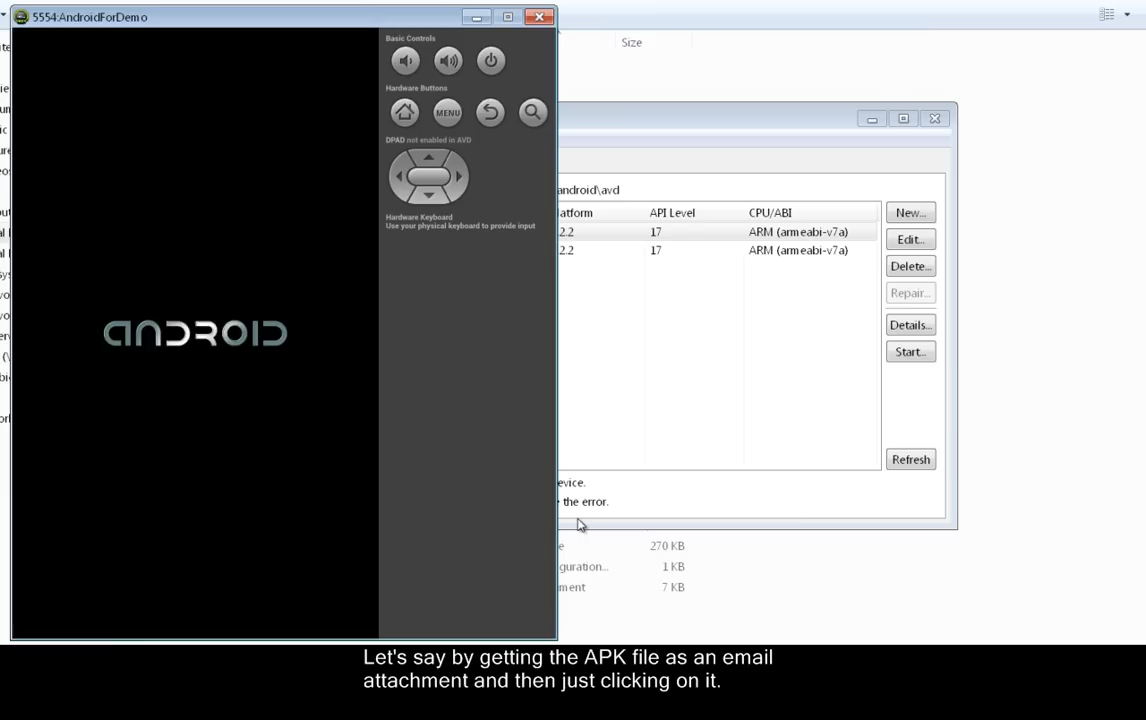 5554:AndroidForDemo
Size
Basic Controls
Hardware Buttons
MENU
DPAD not enabled in AVD
Hardware Keyboard
Use your physical keyboard to provide input
android\avd
atform API Level CPU/ABI
2.2 17 ARM (armeabi-v7a)
2.2 17 ARM (armeabi-v7a)
New...
Edit...
Delete...
Repair...
Details...
Start...
Refresh
ANDROID
evice.
the error.
270 KB
guration... 1 KB
ment 7 KB
Let's say by getting the APK file as an email
attachment and then just clicking on it.